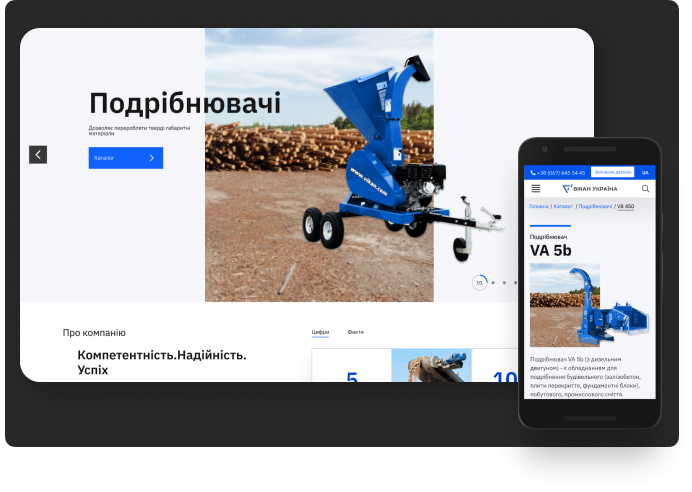 Подрібнювачі
Дозволяє переробляти тверді габаритні
матеріали
Каталог
www.vikan.com
01
Про компанію
Компетентність.Надійність.
Успіх
Цифри
Факти
5
10
+38 (067) 645 54 45
Замовити дзвінок
UA
ВІКАН УКРАЇНА
Головна / Каталог / Подрібнювачі / VB 450
Подрібнювач
VA 5b
Подрібнювач VA 5b (з дизельним
двигуном) - є обладнанням для
подрібнення будівельного (залізобетон,
плити перекриття, фундаментні блоки),
побутового, промислового сміття.